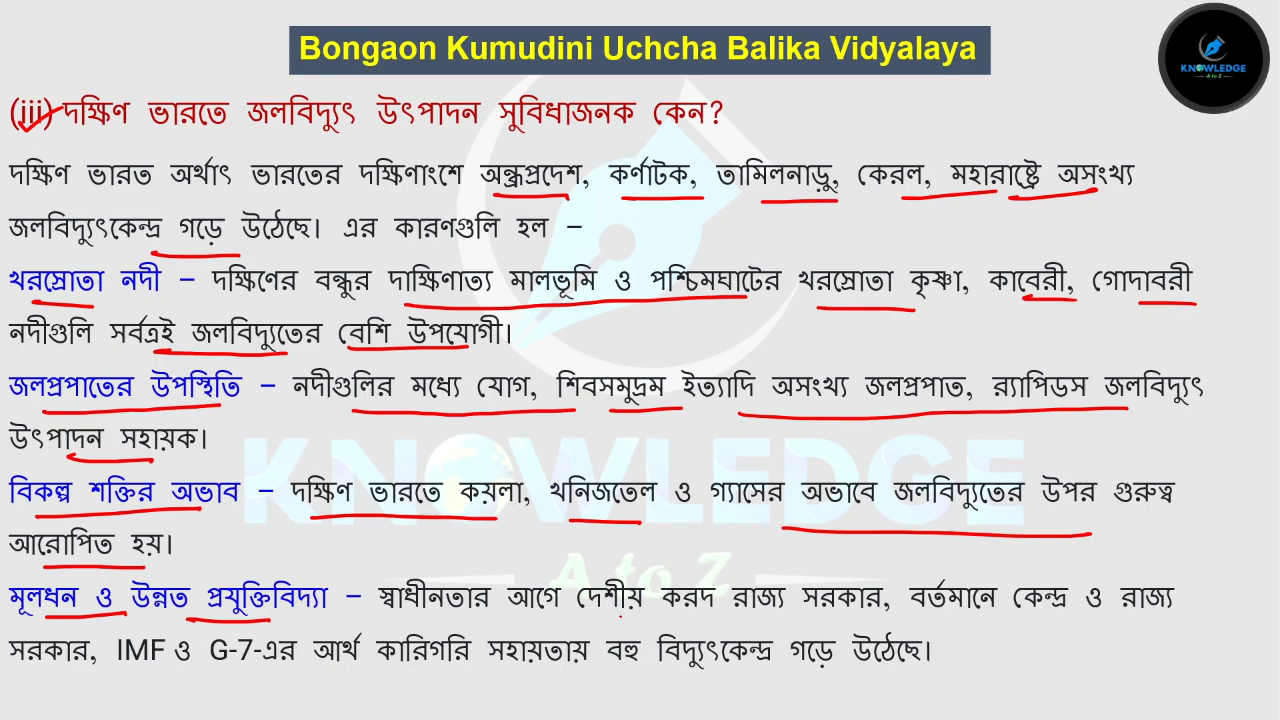 Bongaon Kumudini Uchcha Balika Vidyalaya
KNOWLEDGE
A to Z
(iii) দক্ষিণ ভারতে জলবিদ্যুৎ উৎপাদন সুবিধাজনক কেন?
দক্ষিণ ভারত অর্থাৎ ভারতের দক্ষিণাংশে অন্ধ্রপ্রদেশ, কর্ণাটক, তামিলনাড়ু, কেরল, মহারাষ্ট্রে অসংখ্য
জলবিদ্যুৎকেন্দ্র গড়ে উঠেছে। এর কারণগুলি হল –
খরস্রোতা নদী – দক্ষিণের বন্ধুর দাক্ষিণাত্য মালভূমি ও পশ্চিমঘাটের খরস্রোতা কৃষ্ণা, কাবেরী, গোদাবরী
নদীগুলি সর্বত্রই জলবিদ্যুতের বেশি উপযোগী।
জলপ্রপাতের উপস্থিতি – নদীগুলির মধ্যে যোগ, শিবসমুদ্রম ইত্যাদি অসংখ্য জলপ্রপাত, র‍্যাপিডস জলবিদ্যুৎ
উৎপাদন সহায়ক।
বিকল্প শক্তির অভাব – দক্ষিণ ভারতে কয়লা, খনিজতেল ও গ্যাসের অভাবে জলবিদ্যুতের উপর গুরুত্ব
আরোপিত হয়।
মূলধন ও উন্নত প্রযুক্তিবিদ্যা – স্বাধীনতার আগে দেশীয় করদ রাজ্য সরকার, বর্তমানে কেন্দ্র ও রাজ্য
সরকার, IMF ও G-7-এর আর্থ কারিগরি সহায়তায় বহু বিদ্যুৎকেন্দ্র গড়ে উঠেছে।
KNOWLEDGE
A to Z